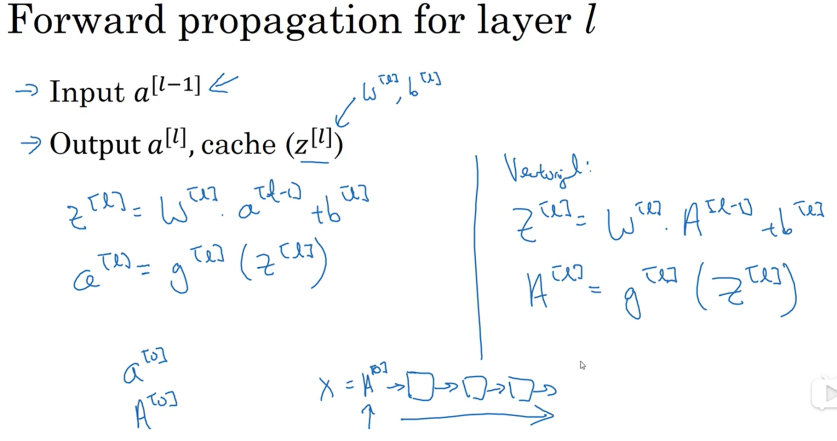 Forward propagation for layer l
→ Input a^[l−1] ←
w^[l], b^[l]
→ Output a^[l], cache (z^[l])
z^[l] = W^[l] · a^[l-1] + b^[l]
a^[l] = g^[l] (z^[l])
Vectorized:
Z^[l] = W^[l] · A^[l-1] + b^[l]
A^[l] = g^[l] (Z^[l])
a^[0]
A^[0]
X = A^[0] → □ → □ → □ →